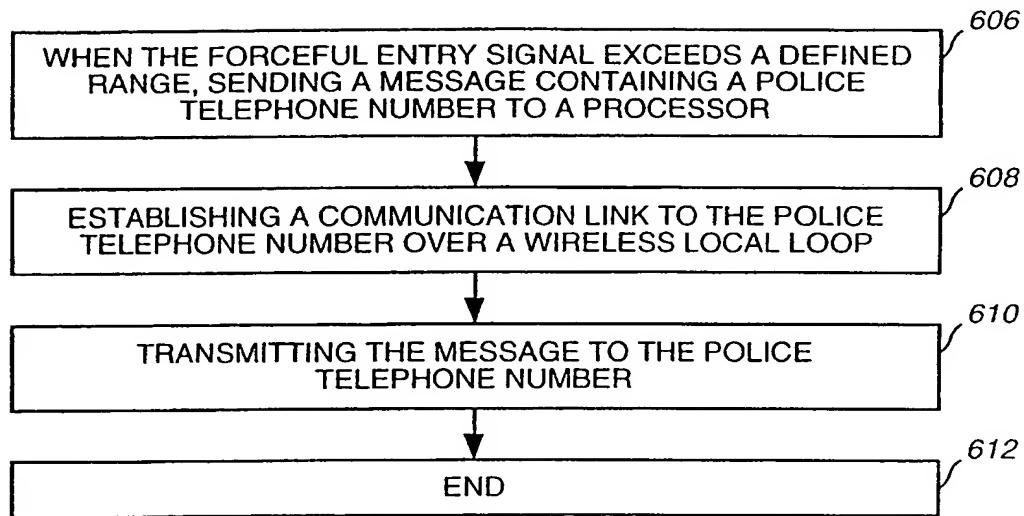 606
WHEN THE FORCEFUL ENTRY SIGNAL EXCEEDS A DEFINED
RANGE, SENDING A MESSAGE CONTAINING A POLICE
TELEPHONE NUMBER TO A PROCESSOR
608
ESTABLISHING A COMMUNICATION LINK TO THE POLICE
TELEPHONE NUMBER OVER A WIRELESS LOCAL LOOP
610
TRANSMITTING THE MESSAGE TO THE POLICE
TELEPHONE NUMBER
612
END